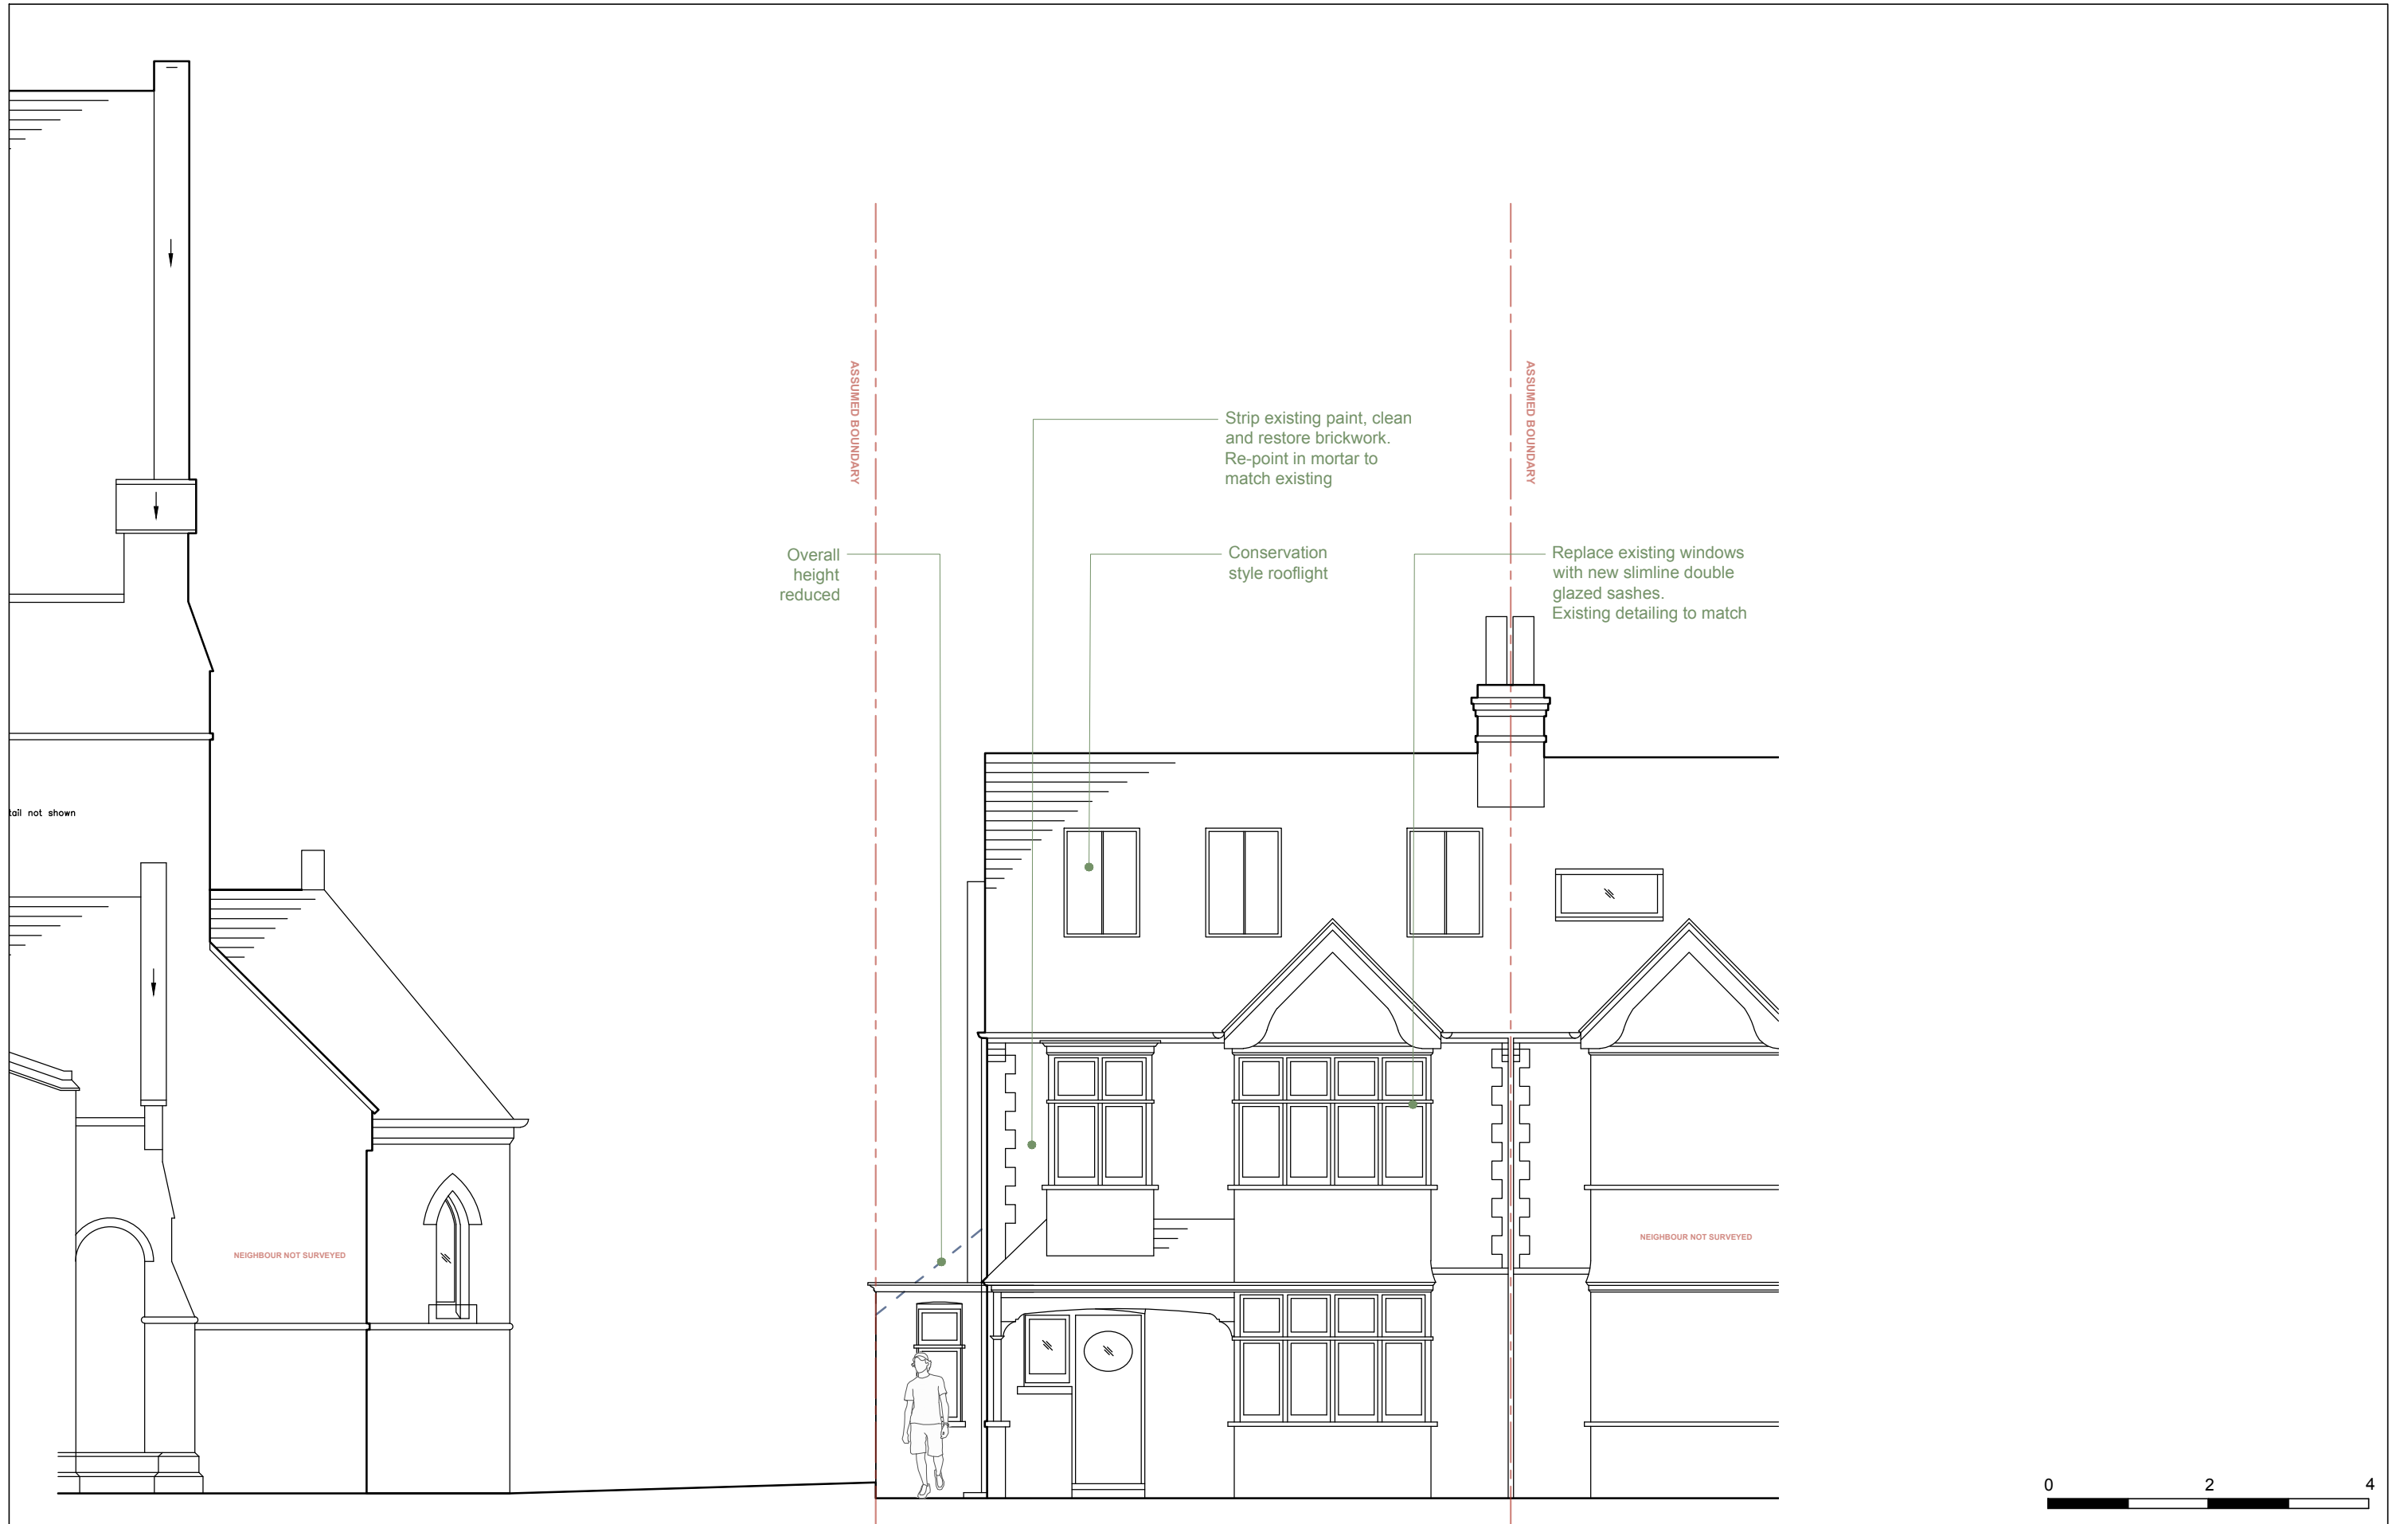 ASSUMED BOUNDARY
ASSUMED BOUNDARY
Strip existing paint, clean
and restore brickwork.
Re-point in mortar to
match existing
Overall
height
reduced
Conservation
style rooflight
Replace existing windows
with new slimline double
glazed sashes.
Existing detailing to match
tail not shown
NEIGHBOUR NOT SURVEYED
NEIGHBOUR NOT SURVEYED
0 2 4